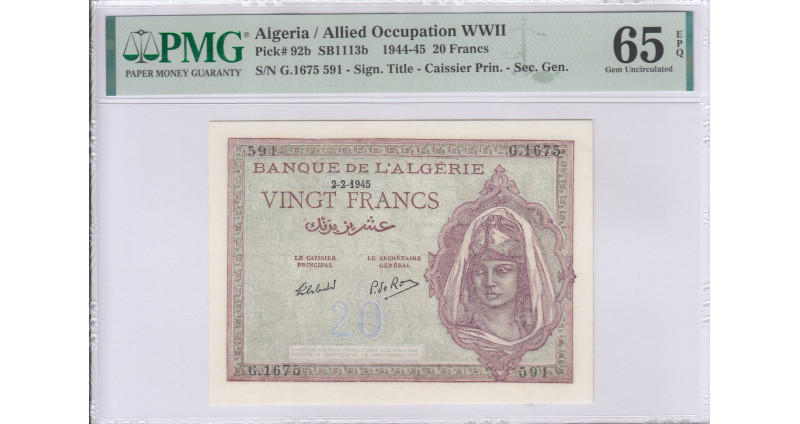 PMG®
PAPER MONEY GUARANTY
Algeria / Allied Occupation WWII
Pick# 92b SB1113b 1944-45 20 Francs
S/N G.1675 591 - Sign. Title - Caissier Prin. - Sec. Gen.
65 EPQ
Gem Uncirculated
591 G.1675
BANQUE DE L'ALGÉRIE
2-2-1945
VINGT FRANCS
عشرين فرنك
LE CAISSIER PRINCIPAL
LE SECRÉTAIRE GÉNÉRAL
20
G.1675 591